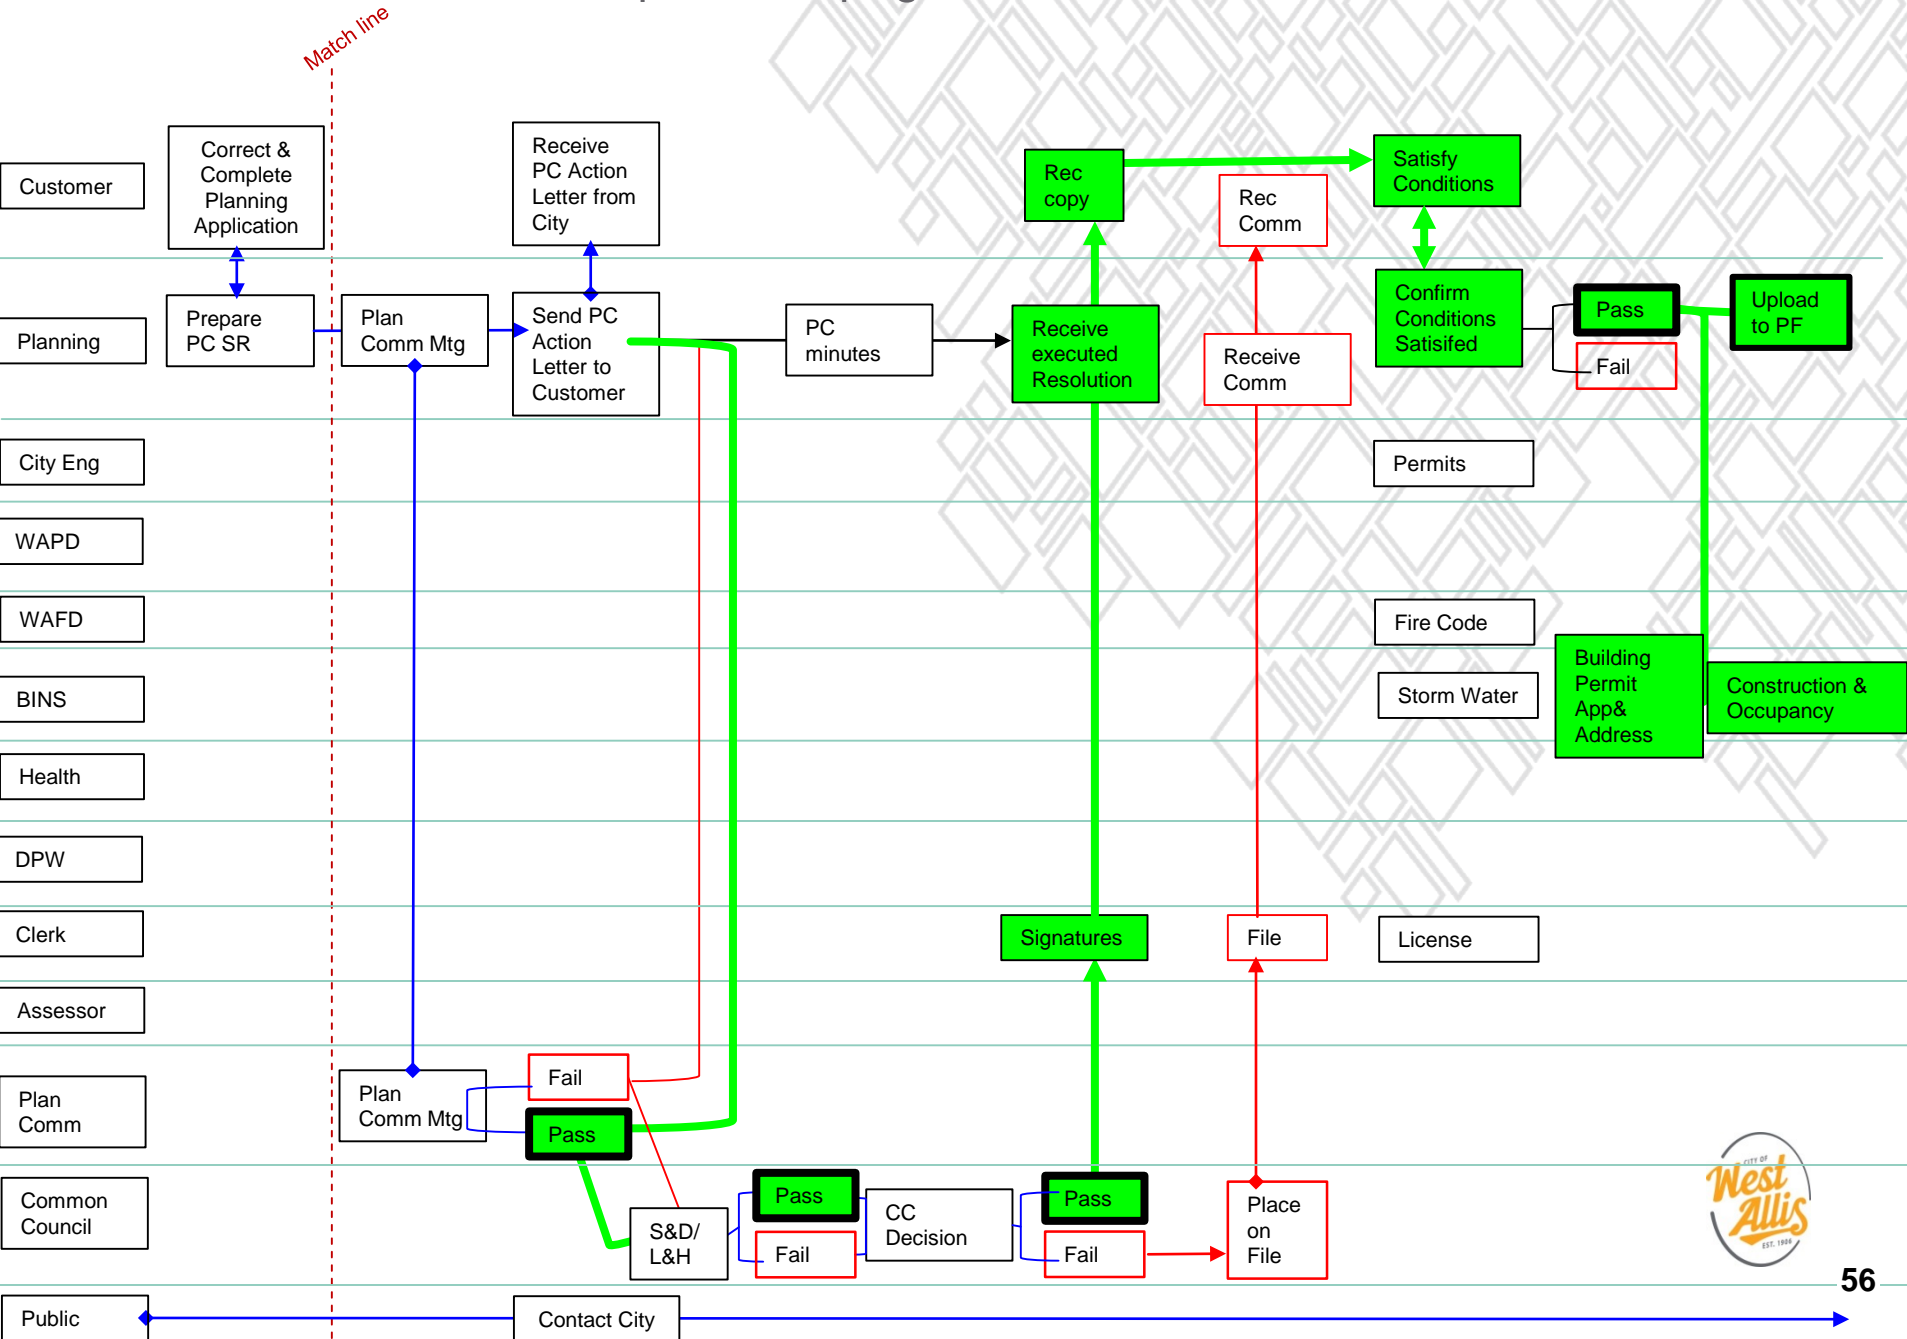 Match line
Customer
Correct &
Complete
Planning
Application
Receive
PC Action
Letter from
City
Rec
copy
Rec
Comm
Satisfy
Conditions
Planning
Prepare
PC SR
Plan
Comm Mtg
Send PC
Action
Letter to
Customer
PC
minutes
Receive
executed
Resolution
Receive
Comm
Confirm
Conditions
Satisifed
Pass
Fail
Upload
to PF
City Eng
Permits
WAPD
WAFD
Fire Code
BINS
Storm Water
Building
Permit
App&
Address
Construction &
Occupancy
Health
DPW
Clerk
Signatures
File
License
Assessor
Plan
Comm
Plan
Comm Mtg
Fail
Pass
Common
Council
S&D/
L&H
Pass
Fail
CC
Decision
Pass
Fail
Place
on
File
CITY OF
West
Allis
EST. 1906
56
Public
Contact City